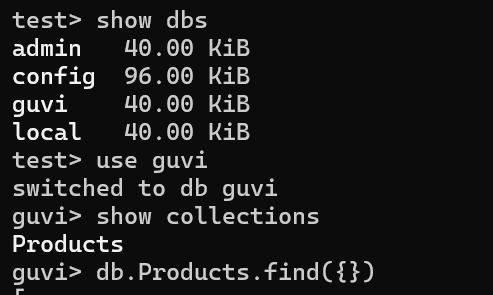 test> show dbs
admin   40.00 KiB
config  96.00 KiB
guvi    40.00 KiB
local   40.00 KiB
test> use guvi
switched to db guvi
guvi> show collections
Products
guvi> db.Products.find({})
[